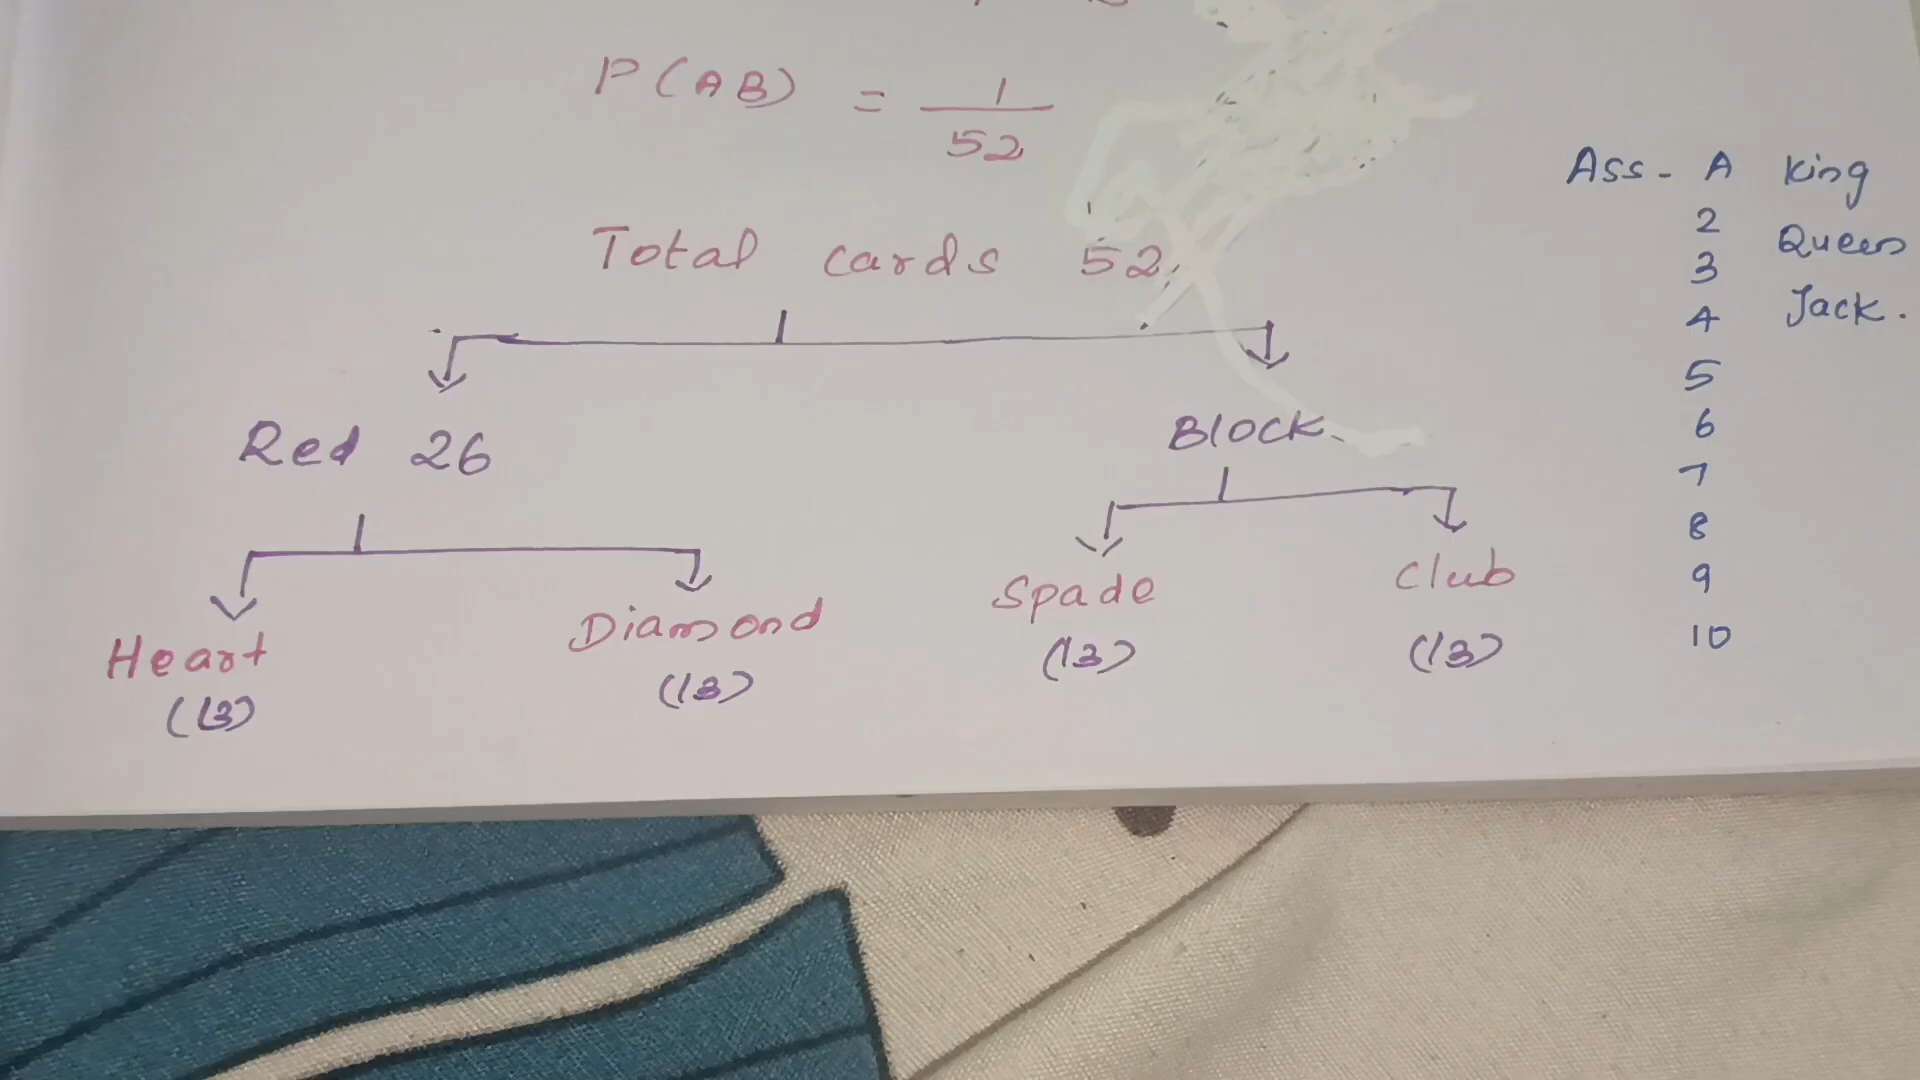 P(AB) = 1/52
Total cards 52
Red 26
Block
Heart
(13)
Diamond
(13)
Spade
(13)
Club
(13)
Ass - A King
2 Queen
3
4 Jack.
5
6
7
8
9
10